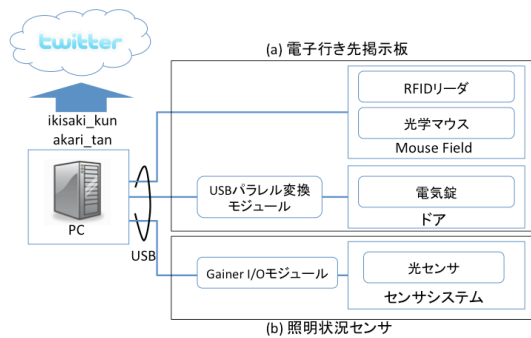 twitter
ikisaki_kun
akari_tan
PC
USB
(a) 電子行き先掲示板
RFIDリーダ
光学マウス
Mouse Field
USBパラレル変換
モジュール
電気錠
ドア
Gainer I/Oモジュール
光センサ
センサシステム
(b) 照明状況センサ